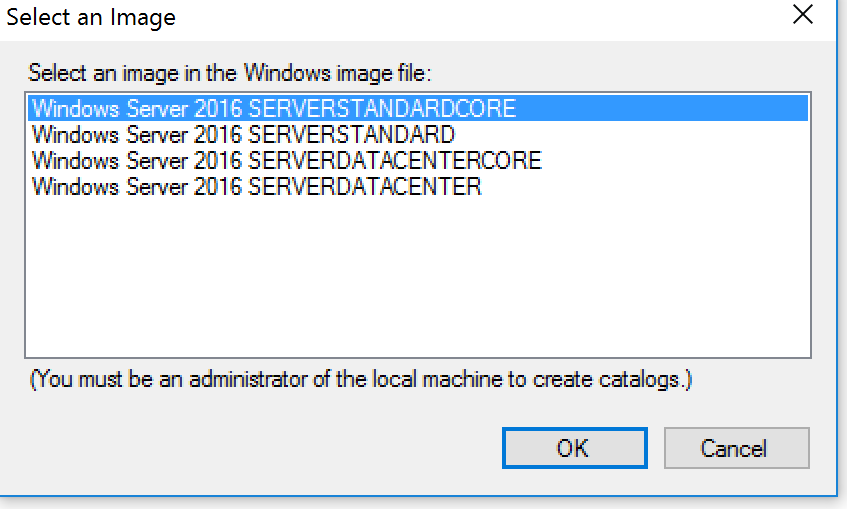 Select an Image
Select an image in the Windows image file:
Windows Server 2016 SERVERSTANDARDCORE
Windows Server 2016 SERVERSTANDARD
Windows Server 2016 SERVERDATACENTERCORE
Windows Server 2016 SERVERDATACENTER
(You must be an administrator of the local machine to create catalogs.)
OK Cancel